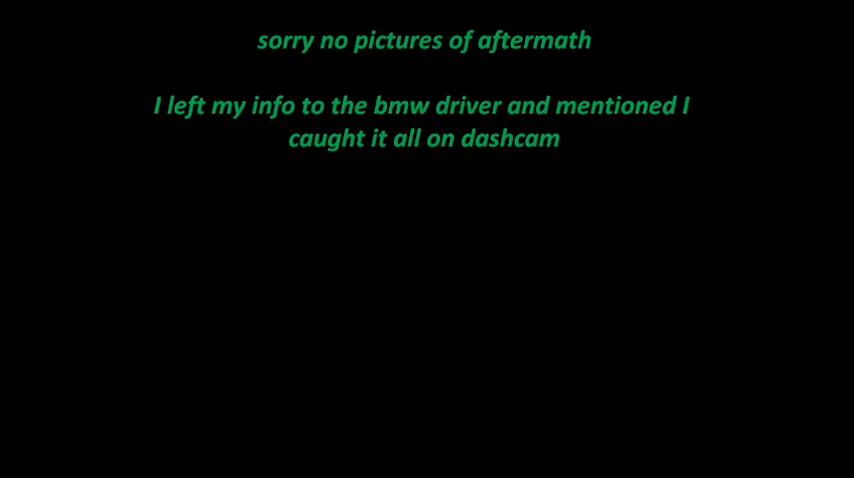 sorry no pictures of aftermath
I left my info to the bmw driver and mentioned I
caught it all on dashcam